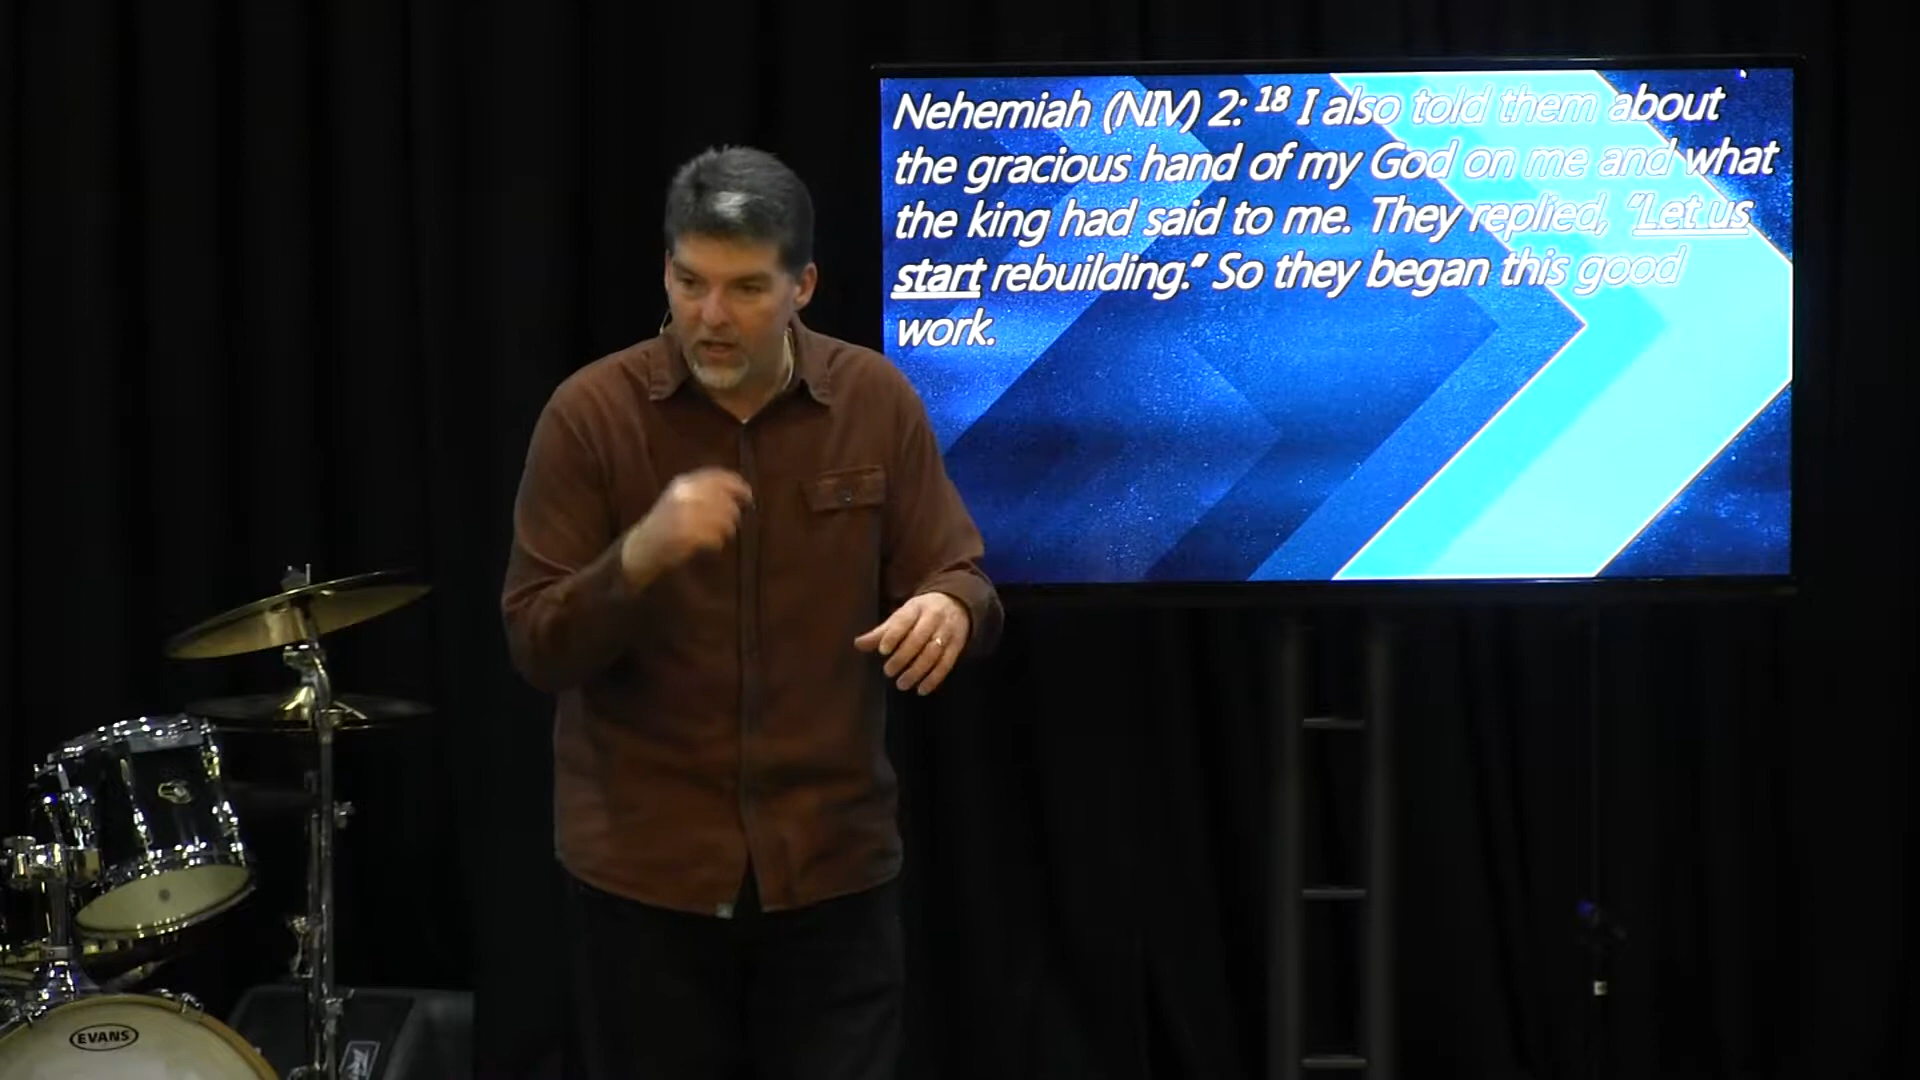 Nehemiah (NIV) 2: 18 I also told them about
the gracious hand of my God on me and what
the king had said to me. They replied, “Let us
start rebuilding.“ So they began this good
work.
EVANS